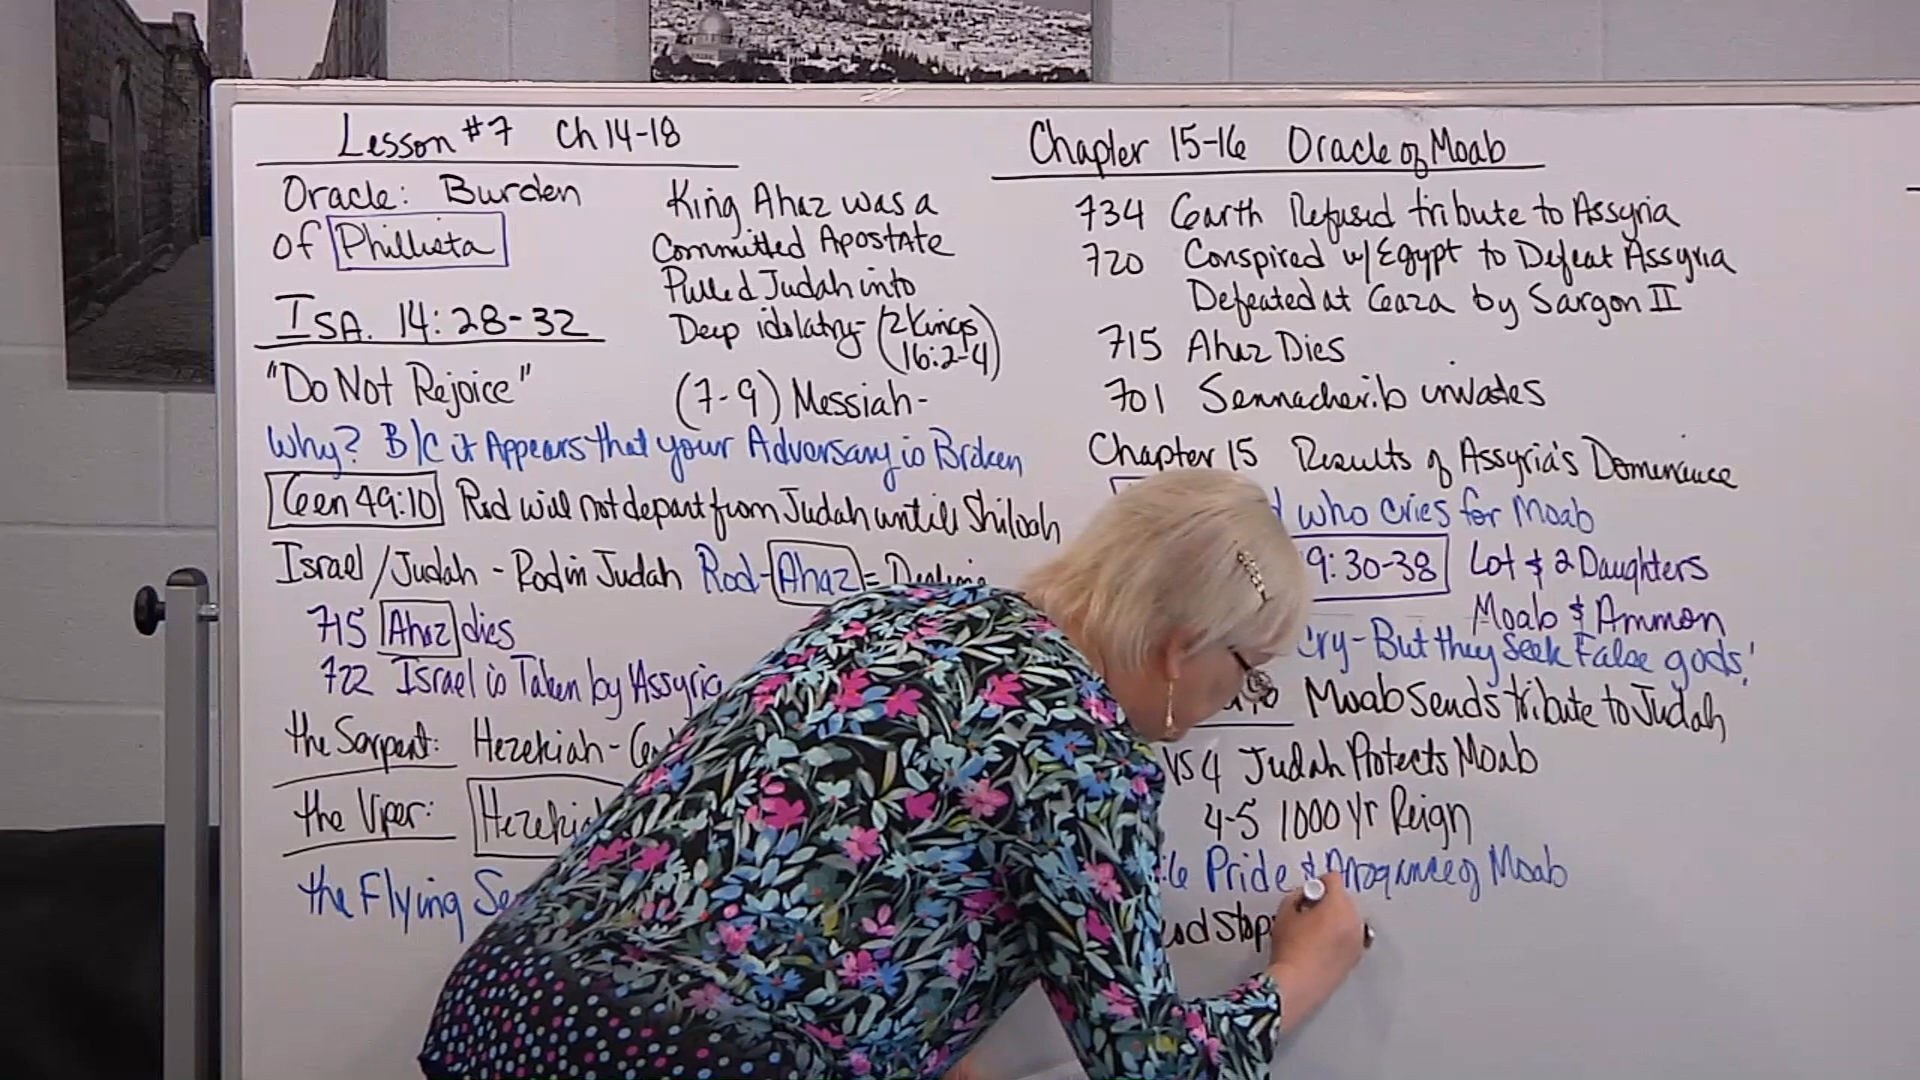 Lesson #7 Ch 14-18
Oracle: Burden
of Phillista
ISA. 14:28-32
"Do Not Rejoice"
King Ahaz was a
Committed Apostate
Pulled Judah into
Deep idolatry- (2 Kings
16:2-4)
(7-9) Messiah-
Why? B/C it Appears that your Adversary is Broken
Gen 49:10 Rod will not depart from Judah until Shiloah
Israel/Judah - Rod in Judah Rod-Ahaz =
715 Ahaz dies
722 Israel is Taken by Assyria
the Serpent: Hezekiah-
the Viper:
the Flying
Chapter 15-16 Oracle of Moab
734 Garth Refused tribute to Assyria
720 Conspired w/Egypt to Defeat Assyria
Defeated at Gaza by Sargon II
715 Ahaz Dies
701 Sennacherib invades
Chapter 15 Results of Assyria's Dominance
who cries for Moab
9:30-38 Lot & 2 Daughters
Moab & Ammon
cry-But they seek False gods!
Moab sends tribute to Judah
vs 4 Judah Protects Moab
4-5 1000 yr Reign
Pride & Arogance of Moab